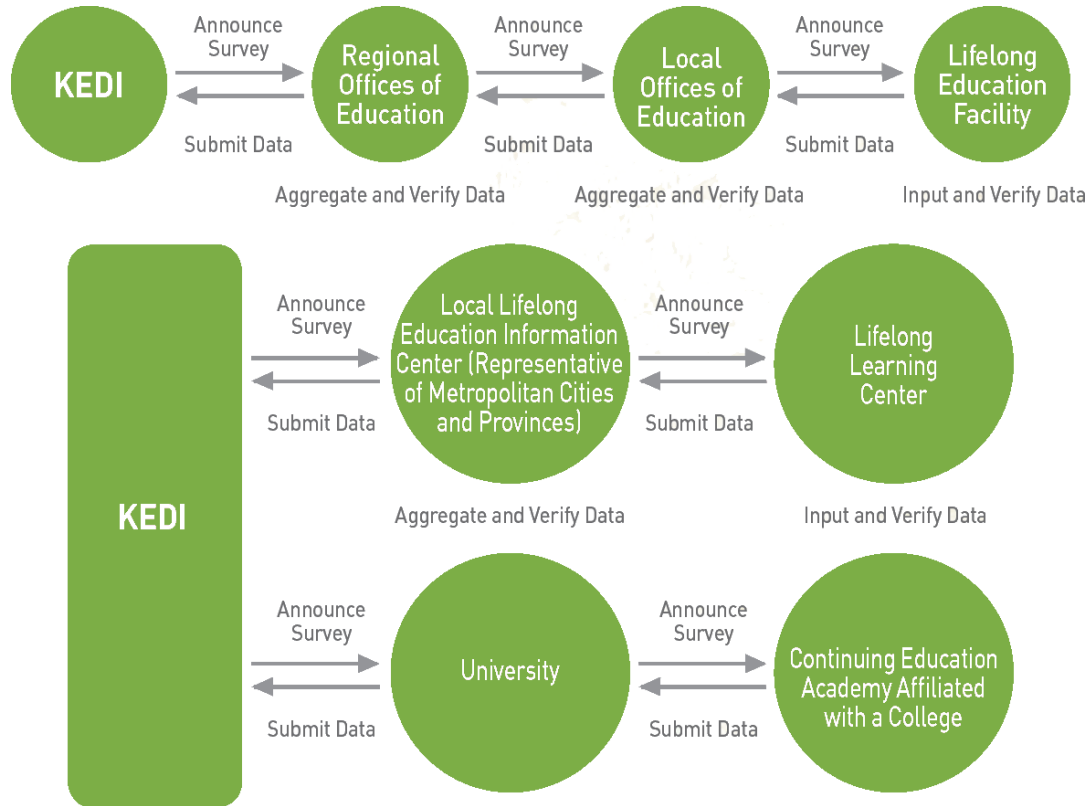 Announce
Survey
Announce
Survey
Announce
Survey
KEDI
Regional
Offices of
Education
Local
Offices of
Education
Lifelong
Education
Facility
Submit Data
Submit Data
Submit Data
Aggregate and Verify Data
Aggregate and Verify Data
Input and Verify Data
KEDI
Announce
Survey
Local Lifelong
Education Information
Center (Representative
of Metropolitan Cities
and Provinces)
Announce
Survey
Lifelong
Learning
Center
Submit Data
Submit Data
Aggregate and Verify Data
Input and Verify Data
Announce
Survey
University
Announce
Survey
Continuing Education
Academy Affiliated
with a College
Submit Data
Submit Data